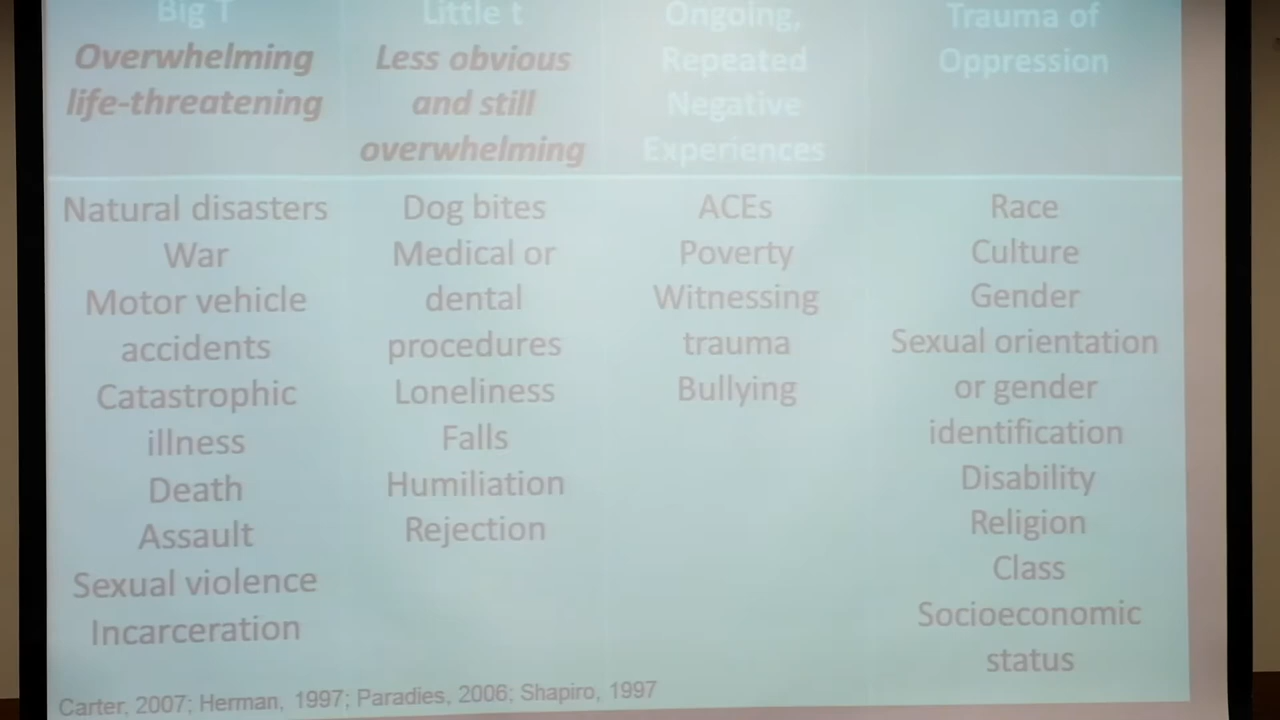 Big T
Overwhelming
life-threatening
Natural disasters
War
Motor vehicle
accidents
Catastrophic
illness
Death
Assault
Sexual violence
Incarceration
Little t
Less obvious
and still
overwhelming
Dog bites
Medical or
dental
procedures
Loneliness
Falls
Humiliation
Rejection
Ongoing,
Repeated
Negative
Experiences
ACEs
Poverty
Witnessing
trauma
Bullying
Trauma of
Oppression
Race
Culture
Gender
Sexual orientation
or gender
identification
Disability
Religion
Class
Socioeconomic
status
Carter, 2007; Herman, 1997; Paradies, 2006; Shapiro, 1997